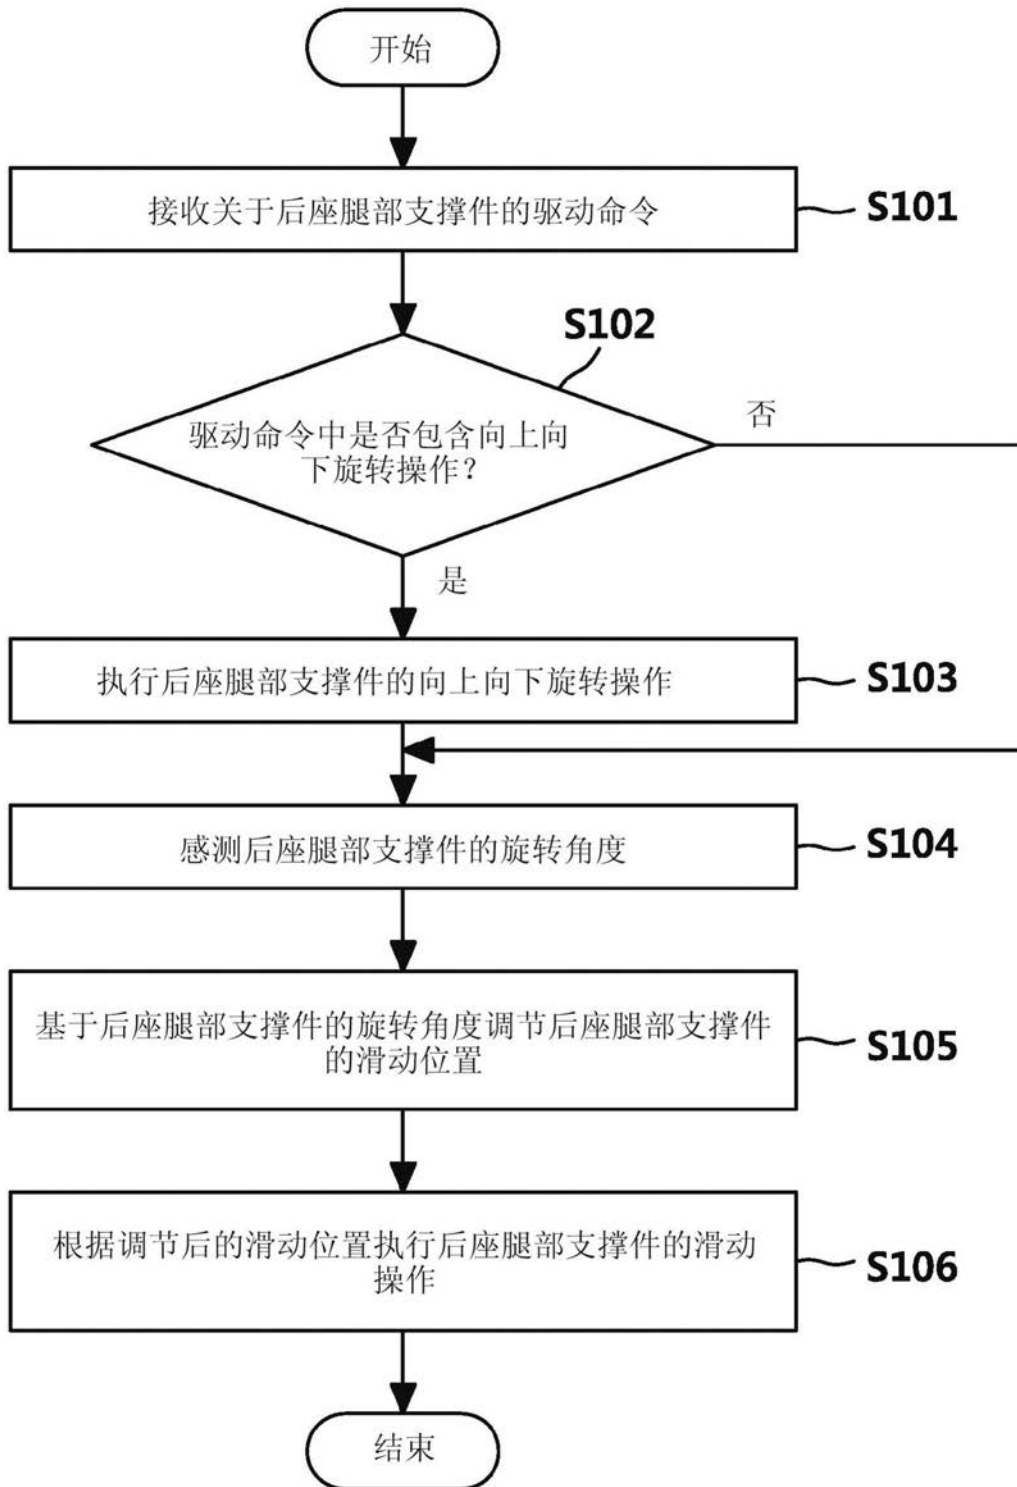 开始
接收关于后座腿部支撑件的驱动命令
S101
S102
驱动命令中是否包含向上向
下旋转操作?
否
是
执行后座腿部支撑件的向上向下旋转操作
S103
感测后座腿部支撑件的旋转角度
S104
基于后座腿部支撑件的旋转角度调节后座腿部支撑件
的滑动位置
S105
根据调节后的滑动位置执行后座腿部支撑件的滑动
操作
S106
结束